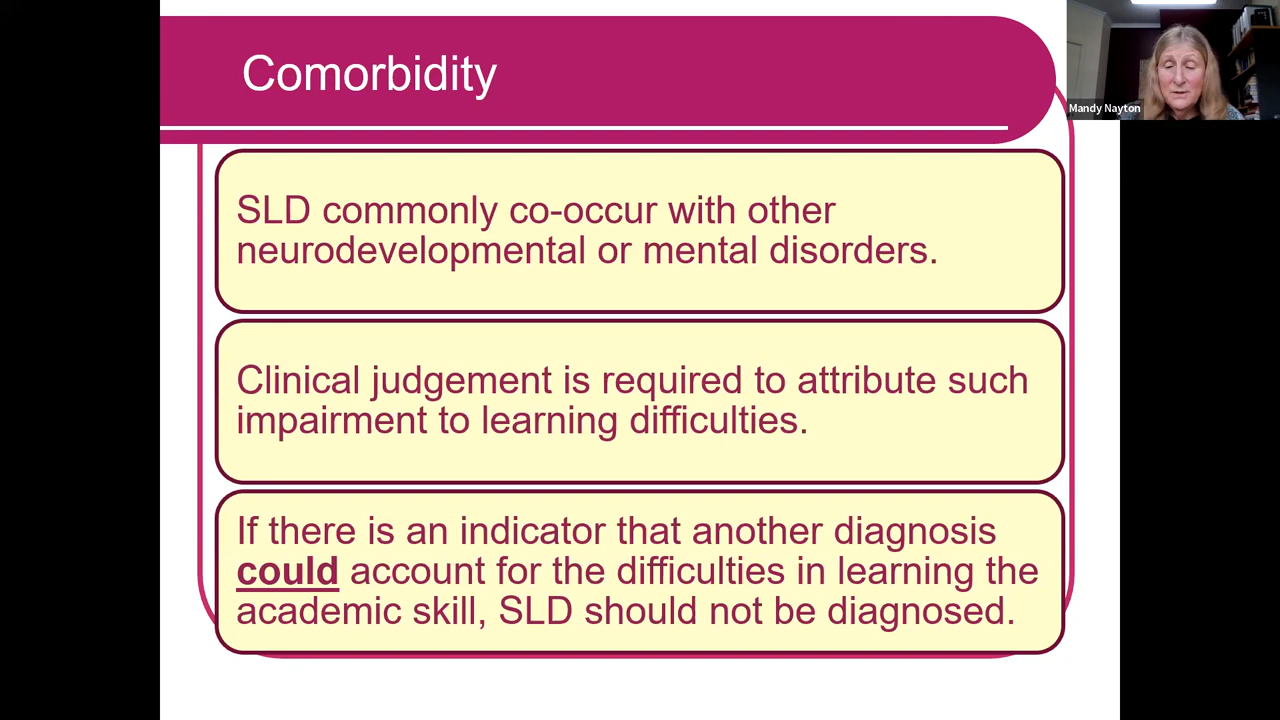 Comorbidity
Mandy Nayton
SLD commonly co-occur with other
neurodevelopmental or mental disorders.
Clinical judgement is required to attribute such
impairment to learning difficulties.
If there is an indicator that another diagnosis
could account for the difficulties in learning the
academic skill, SLD should not be diagnosed.